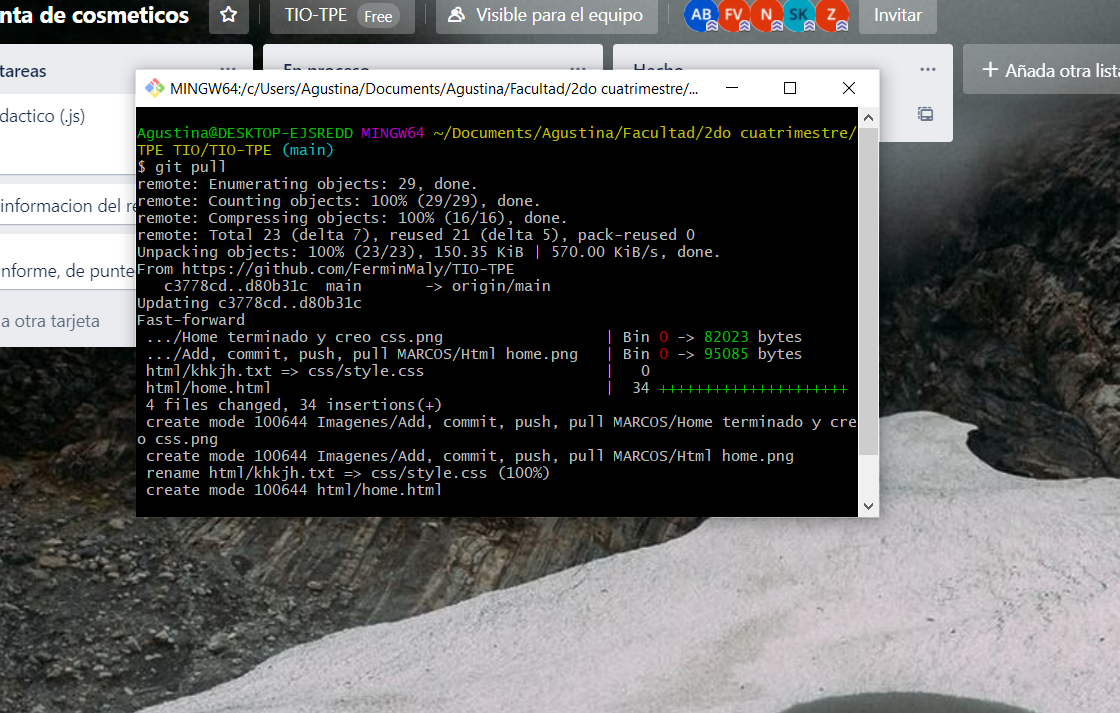 nta de cosmeticos
TIO-TPE Free
Visible para el equipo
AB FV N SK Z
Invitar
tareas
En proceso
Hecho
Añada otra lista
dactico (.js)
informacion del re
nforme, de punte
a otra tarjeta
MINGW64:/c/Users/Agustina/Documents/Agustina/Facultad/2do cuatrimestre/...
Agustina@DESKTOP-EJSREDD MINGW64 ~/Documents/Agustina/Facultad/2do cuatrimestre/
TPE TIO/TIO-TPE (main)
$ git pull
remote: Enumerating objects: 29, done.
remote: Counting objects: 100% (29/29), done.
remote: Compressing objects: 100% (16/16), done.
remote: Total 23 (delta 7), reused 21 (delta 5), pack-reused 0
Unpacking objects: 100% (23/23), 150.35 KiB | 570.00 KiB/s, done.
From https://github.com/FerminMaly/TIO-TPE
   c3778cd..d80b31c  main       -> origin/main
Updating c3778cd..d80b31c
Fast-forward
 .../Home terminado y creo css.png                  | Bin 0 -> 82023 bytes
 .../Add, commit, push, pull MARCOS/Html home.png   | Bin 0 -> 95085 bytes
 html/khkjh.txt => css/style.css                    |   0
 html/home.html                                     |  34 +++++++++++++++++++++
 4 files changed, 34 insertions(+)
 create mode 100644 Imagenes/Add, commit, push, pull MARCOS/Home terminado y cre
o css.png
 create mode 100644 Imagenes/Add, commit, push, pull MARCOS/Html home.png
 rename html/khkjh.txt => css/style.css (100%)
 create mode 100644 html/home.html